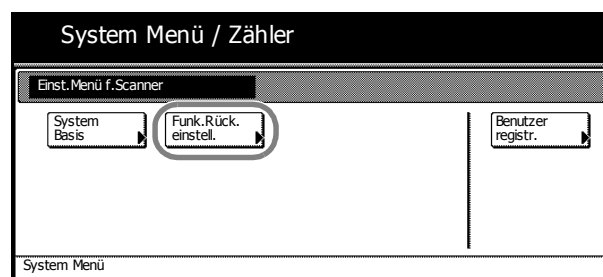 System Menü / Zähler
Einst.Menü f.Scanner
System
Basis
Funk.Rück.
einstell.
Benutzer
registr.
System Menü